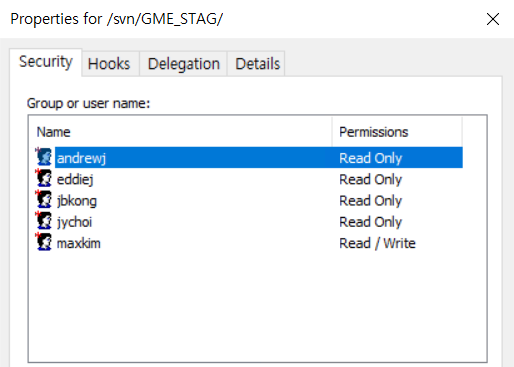 Properties for /svn/GME_STAG/
Security Hooks Delegation Details
Group or user name:
Name Permissions
andrewj Read Only
eddiej Read Only
jbkong Read Only
jychoi Read Only
maxkim Read / Write